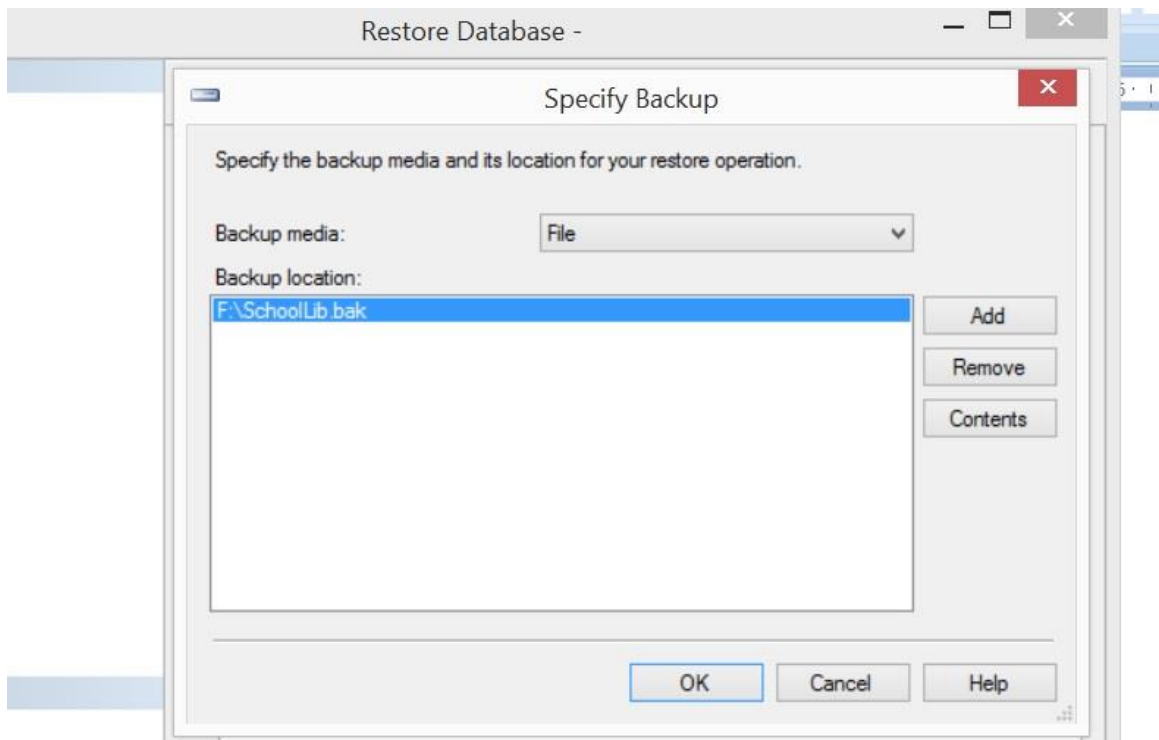 Restore Database -
Specify Backup
Specify the backup media and its location for your restore operation.
Backup media:
File
Backup location:
F:\SchoolLib.bak
Add
Remove
Contents
OK
Cancel
Help